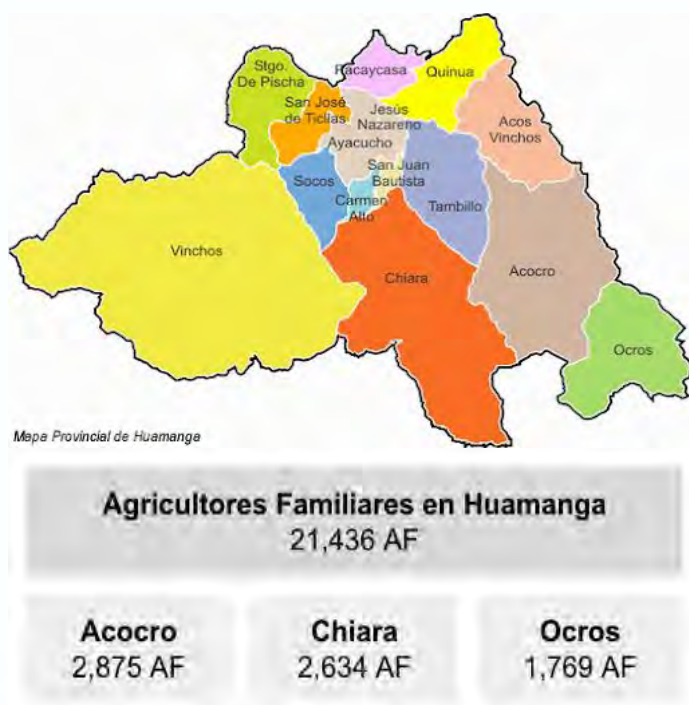 Stgo.
De Pischa
Pacaycasa
Quinua
San José
de Ticllas
Jesús
Nazareno
Acos
Vinchos
Ayacucho
San Juan
Bautista
Socos
Carmen
Alto
Tambillo
Vinchos
Chiara
Acocro
Ocros
Mapa Provincial de Huamanga
Agricultores Familiares en Huamanga
21,436 AF
Acocro
2,875 AF
Chiara
2,634 AF
Ocros
1,769 AF